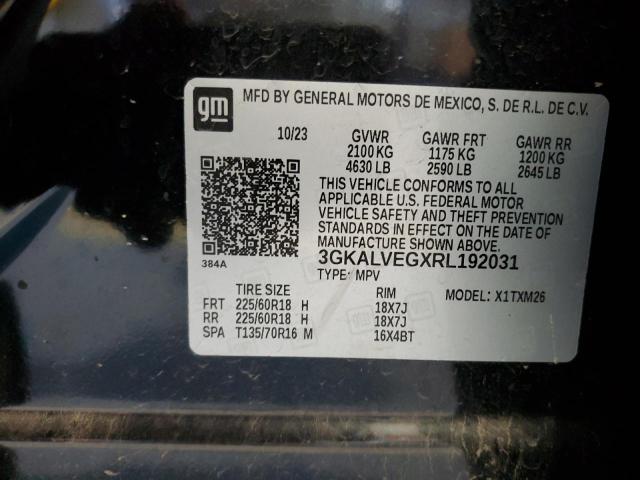 gm MFD BY GENERAL MOTORS DE MEXICO, S. DE R.L. DE C.V.
10/23 GVWR GAWR FRT GAWR RR
2100 KG 1175 KG 1200 KG
4630 LB 2590 LB 2645 LB
THIS VEHICLE CONFORMS TO ALL
APPLICABLE U.S. FEDERAL MOTOR
VEHICLE SAFETY AND THEFT PREVENTION
STANDARDS IN EFFECT ON THE DATE OF
MANUFACTURE SHOWN ABOVE.
384A 3GKALVEGXRL192031
TYPE: MPV
TIRE SIZE RIM MODEL: X1TXM26
FRT 225/60R18 H 18X7J
RR 225/60R18 H 18X7J
SPA T135/70R16 M 16X4BT